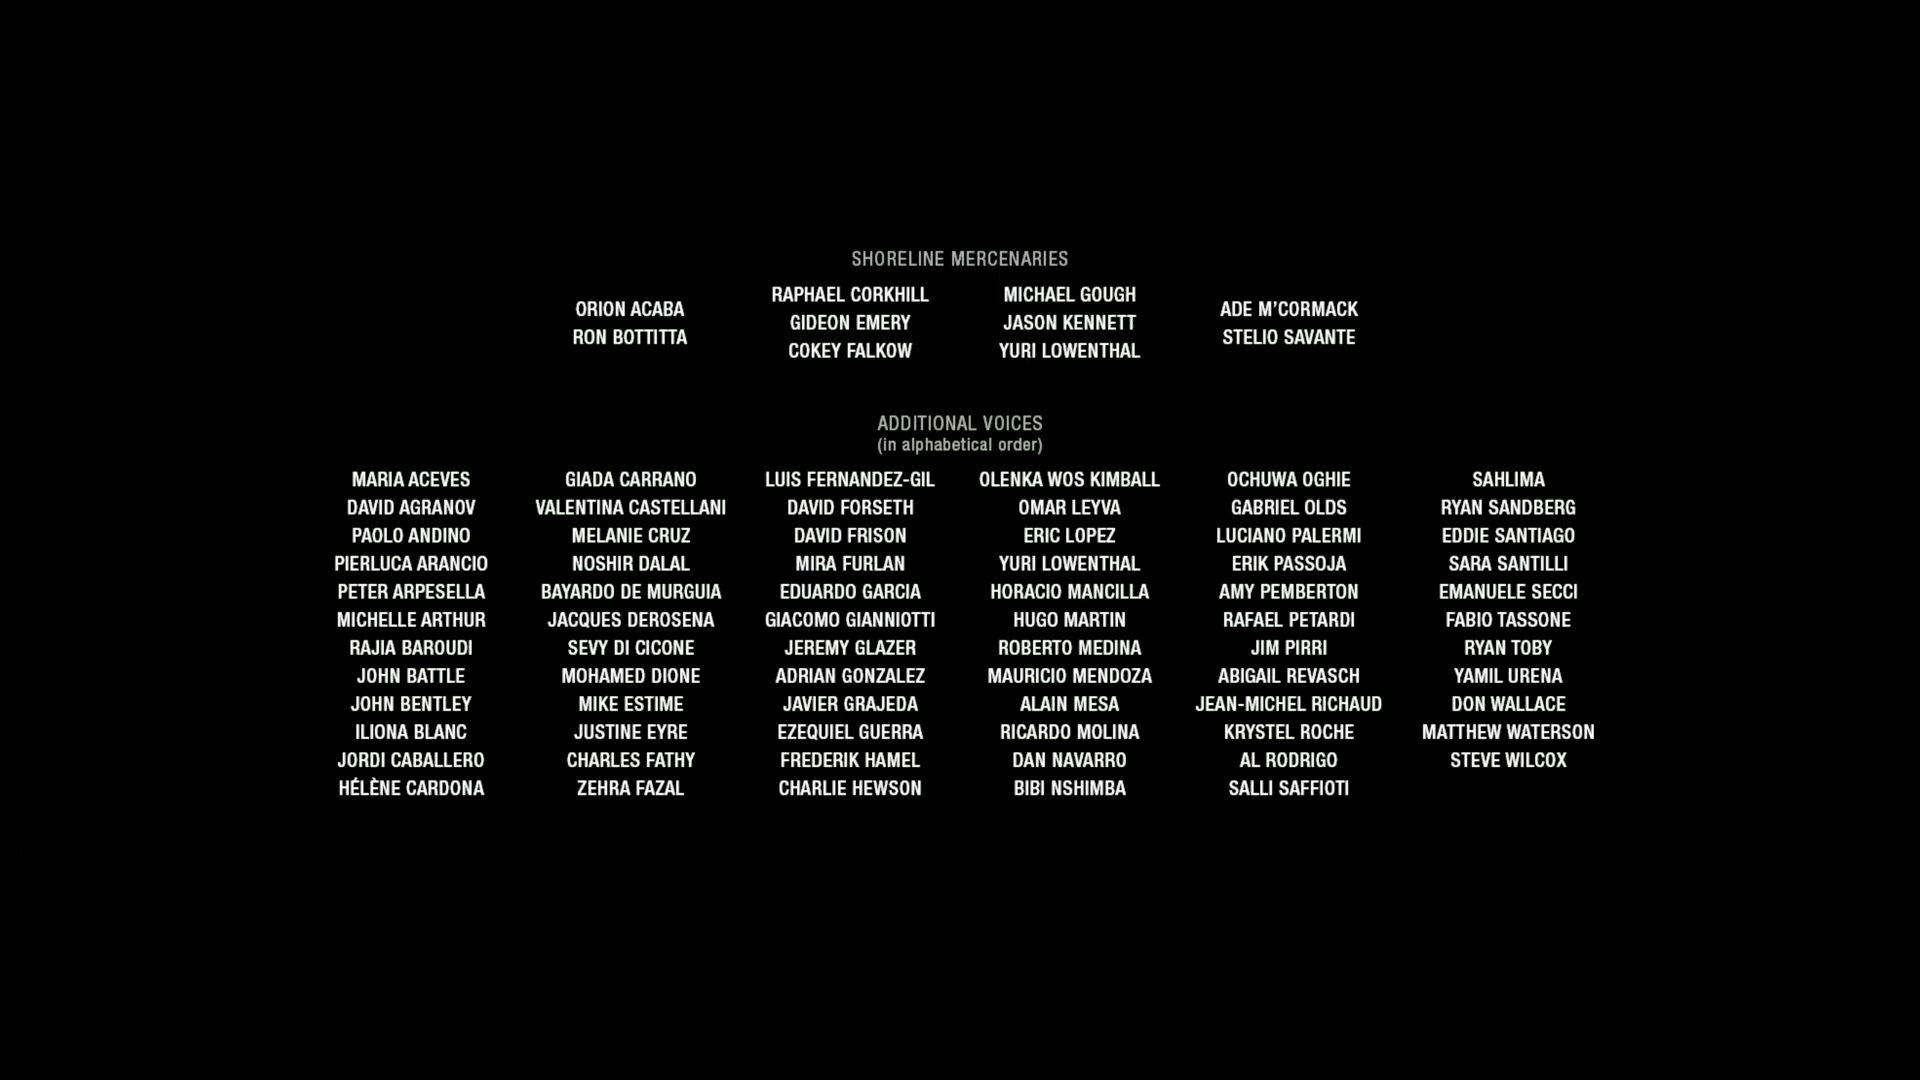 SHORELINE MERCENARIES
ORION ACABA
RON BOTTITTA
RAPHAEL CORKHILL
GIDEON EMERY
COKEY FALKOW
MICHAEL GOUGH
JASON KENNETT
YURI LOWENTHAL
ADE M’CORMACK
STELIO SAVANTE
ADDITIONAL VOICES
(in alphabetical order)
MARIA ACEVES
DAVID AGRANOV
PAOLO ANDINO
PIERLUCA ARANCIO
PETER ARPESELLA
MICHELLE ARTHUR
RAJIA BAROUDI
JOHN BATTLE
JOHN BENTLEY
ILIONA BLANC
JORDI CABALLERO
HÉLÈNE CARDONA
GIADA CARRANO
VALENTINA CASTELLANI
MELANIE CRUZ
NOSHIR DALAL
BAYARDO DE MURGUIA
JACQUES DEROSENA
SEVY DI CICONE
MOHAMED DIONE
MIKE ESTIME
JUSTINE EYRE
CHARLES FATHY
ZEHRA FAZAL
LUIS FERNANDEZ-GIL
DAVID FORSETH
DAVID FRISON
MIRA FURLAN
EDUARDO GARCIA
GIACOMO GIANNIOTTI
JEREMY GLAZER
ADRIAN GONZALEZ
JAVIER GRAJEDA
EZEQUIEL GUERRA
FREDERIK HAMEL
CHARLIE HEWSON
OLENKA WOS KIMBALL
OMAR LEYVA
ERIC LOPEZ
YURI LOWENTHAL
HORACIO MANCILLA
HUGO MARTIN
ROBERTO MEDINA
MAURICIO MENDOZA
ALAIN MESA
RICARDO MOLINA
DAN NAVARRO
BIBI NSHIMBA
OCHUWA OGHIE
GABRIEL OLDS
LUCIANO PALERMI
ERIK PASSOJA
AMY PEMBERTON
RAFAEL PETARDI
JIM PIRRI
ABIGAIL REVASCH
JEAN-MICHEL RICHAUD
KRYSTEL ROCHE
AL RODRIGO
SALLI SAFFIOTI
SAHLIMA
RYAN SANDBERG
EDDIE SANTIAGO
SARA SANTILLI
EMANUELE SECCI
FABIO TASSONE
RYAN TOBY
YAMIL URENA
DON WALLACE
MATTHEW WATERSON
STEVE WILCOX